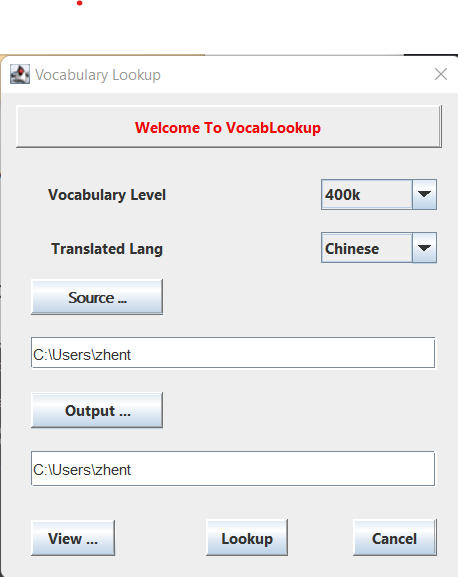 Vocabulary Lookup
Welcome To VocabLookup
Vocabulary Level 400k
Translated Lang Chinese
Source ...
C:\Users\zhent
Output ...
C:\Users\zhent
View ... Lookup Cancel